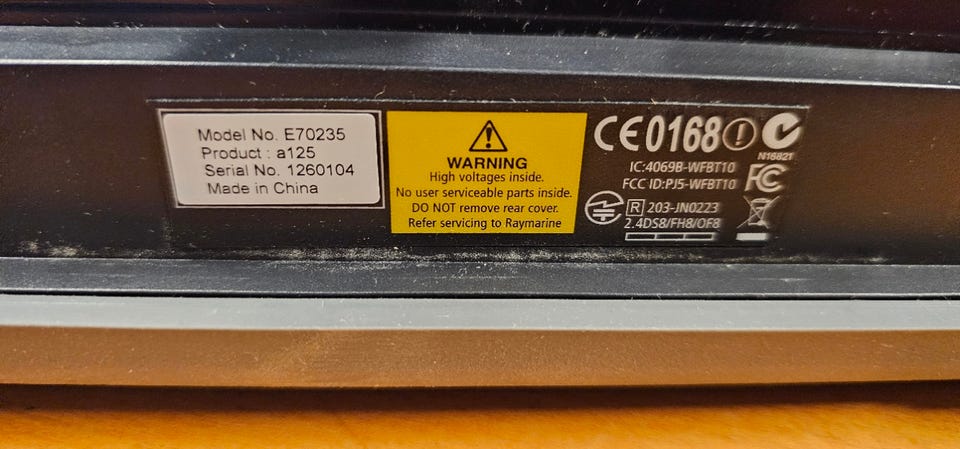 Model No. E70235
Product : a125
Serial No. 1260104
Made in China
WARNING
High voltages inside.
No user serviceable parts inside.
DO NOT remove rear cover.
Refer servicing to Raymarine
CE0168
N16821
IC:4069B-WFBT10
FCC ID:PJ5-WFBT10
FC
R 203-JN0223
2.4DS8/FH8/OF8